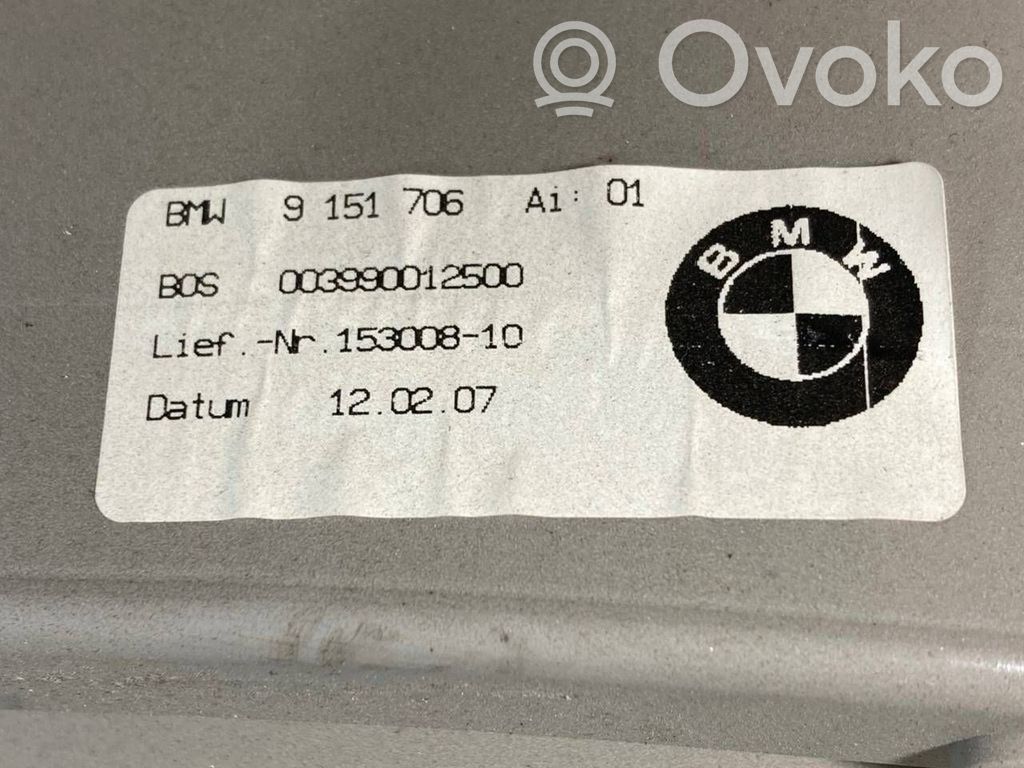 Ovoko
BMW 9 151 706 Ai: 01
BOS 003990012500
Lief.-Nr.153008-10
Datum 12.02.07
BMW